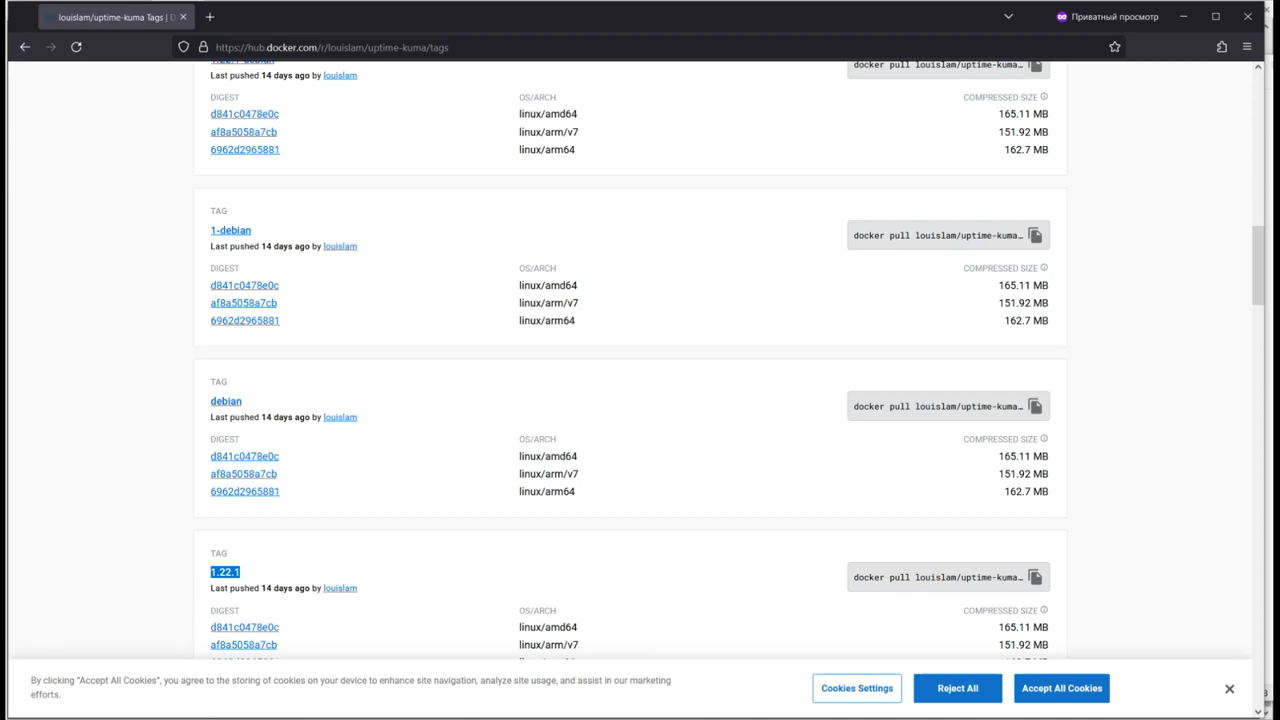 louislam/uptime-kuma Tags | D
Приватный просмотр
https://hub.docker.com/r/louislam/uptime-kuma/tags
Last pushed 14 days ago by louislam
docker pull louislam/uptime-kuma…
DIGEST OS/ARCH COMPRESSED SIZE
d841c0478e0c linux/amd64 165.11 MB
af8a5058a7cb linux/arm/v7 151.92 MB
6962d2965881 linux/arm64 162.7 MB
TAG
1-debian
docker pull louislam/uptime-kuma…
Last pushed 14 days ago by louislam
DIGEST OS/ARCH COMPRESSED SIZE
d841c0478e0c linux/amd64 165.11 MB
af8a5058a7cb linux/arm/v7 151.92 MB
6962d2965881 linux/arm64 162.7 MB
TAG
debian
docker pull louislam/uptime-kuma…
Last pushed 14 days ago by louislam
DIGEST OS/ARCH COMPRESSED SIZE
d841c0478e0c linux/amd64 165.11 MB
af8a5058a7cb linux/arm/v7 151.92 MB
6962d2965881 linux/arm64 162.7 MB
TAG
1.22.1
docker pull louislam/uptime-kuma…
Last pushed 14 days ago by louislam
DIGEST OS/ARCH COMPRESSED SIZE
d841c0478e0c linux/amd64 165.11 MB
af8a5058a7cb linux/arm/v7 151.92 MB
By clicking "Accept All Cookies", you agree to the storing of cookies on your device to enhance site navigation, analyze site usage, and assist in our marketing
efforts.
Cookies Settings
Reject All
Accept All Cookies